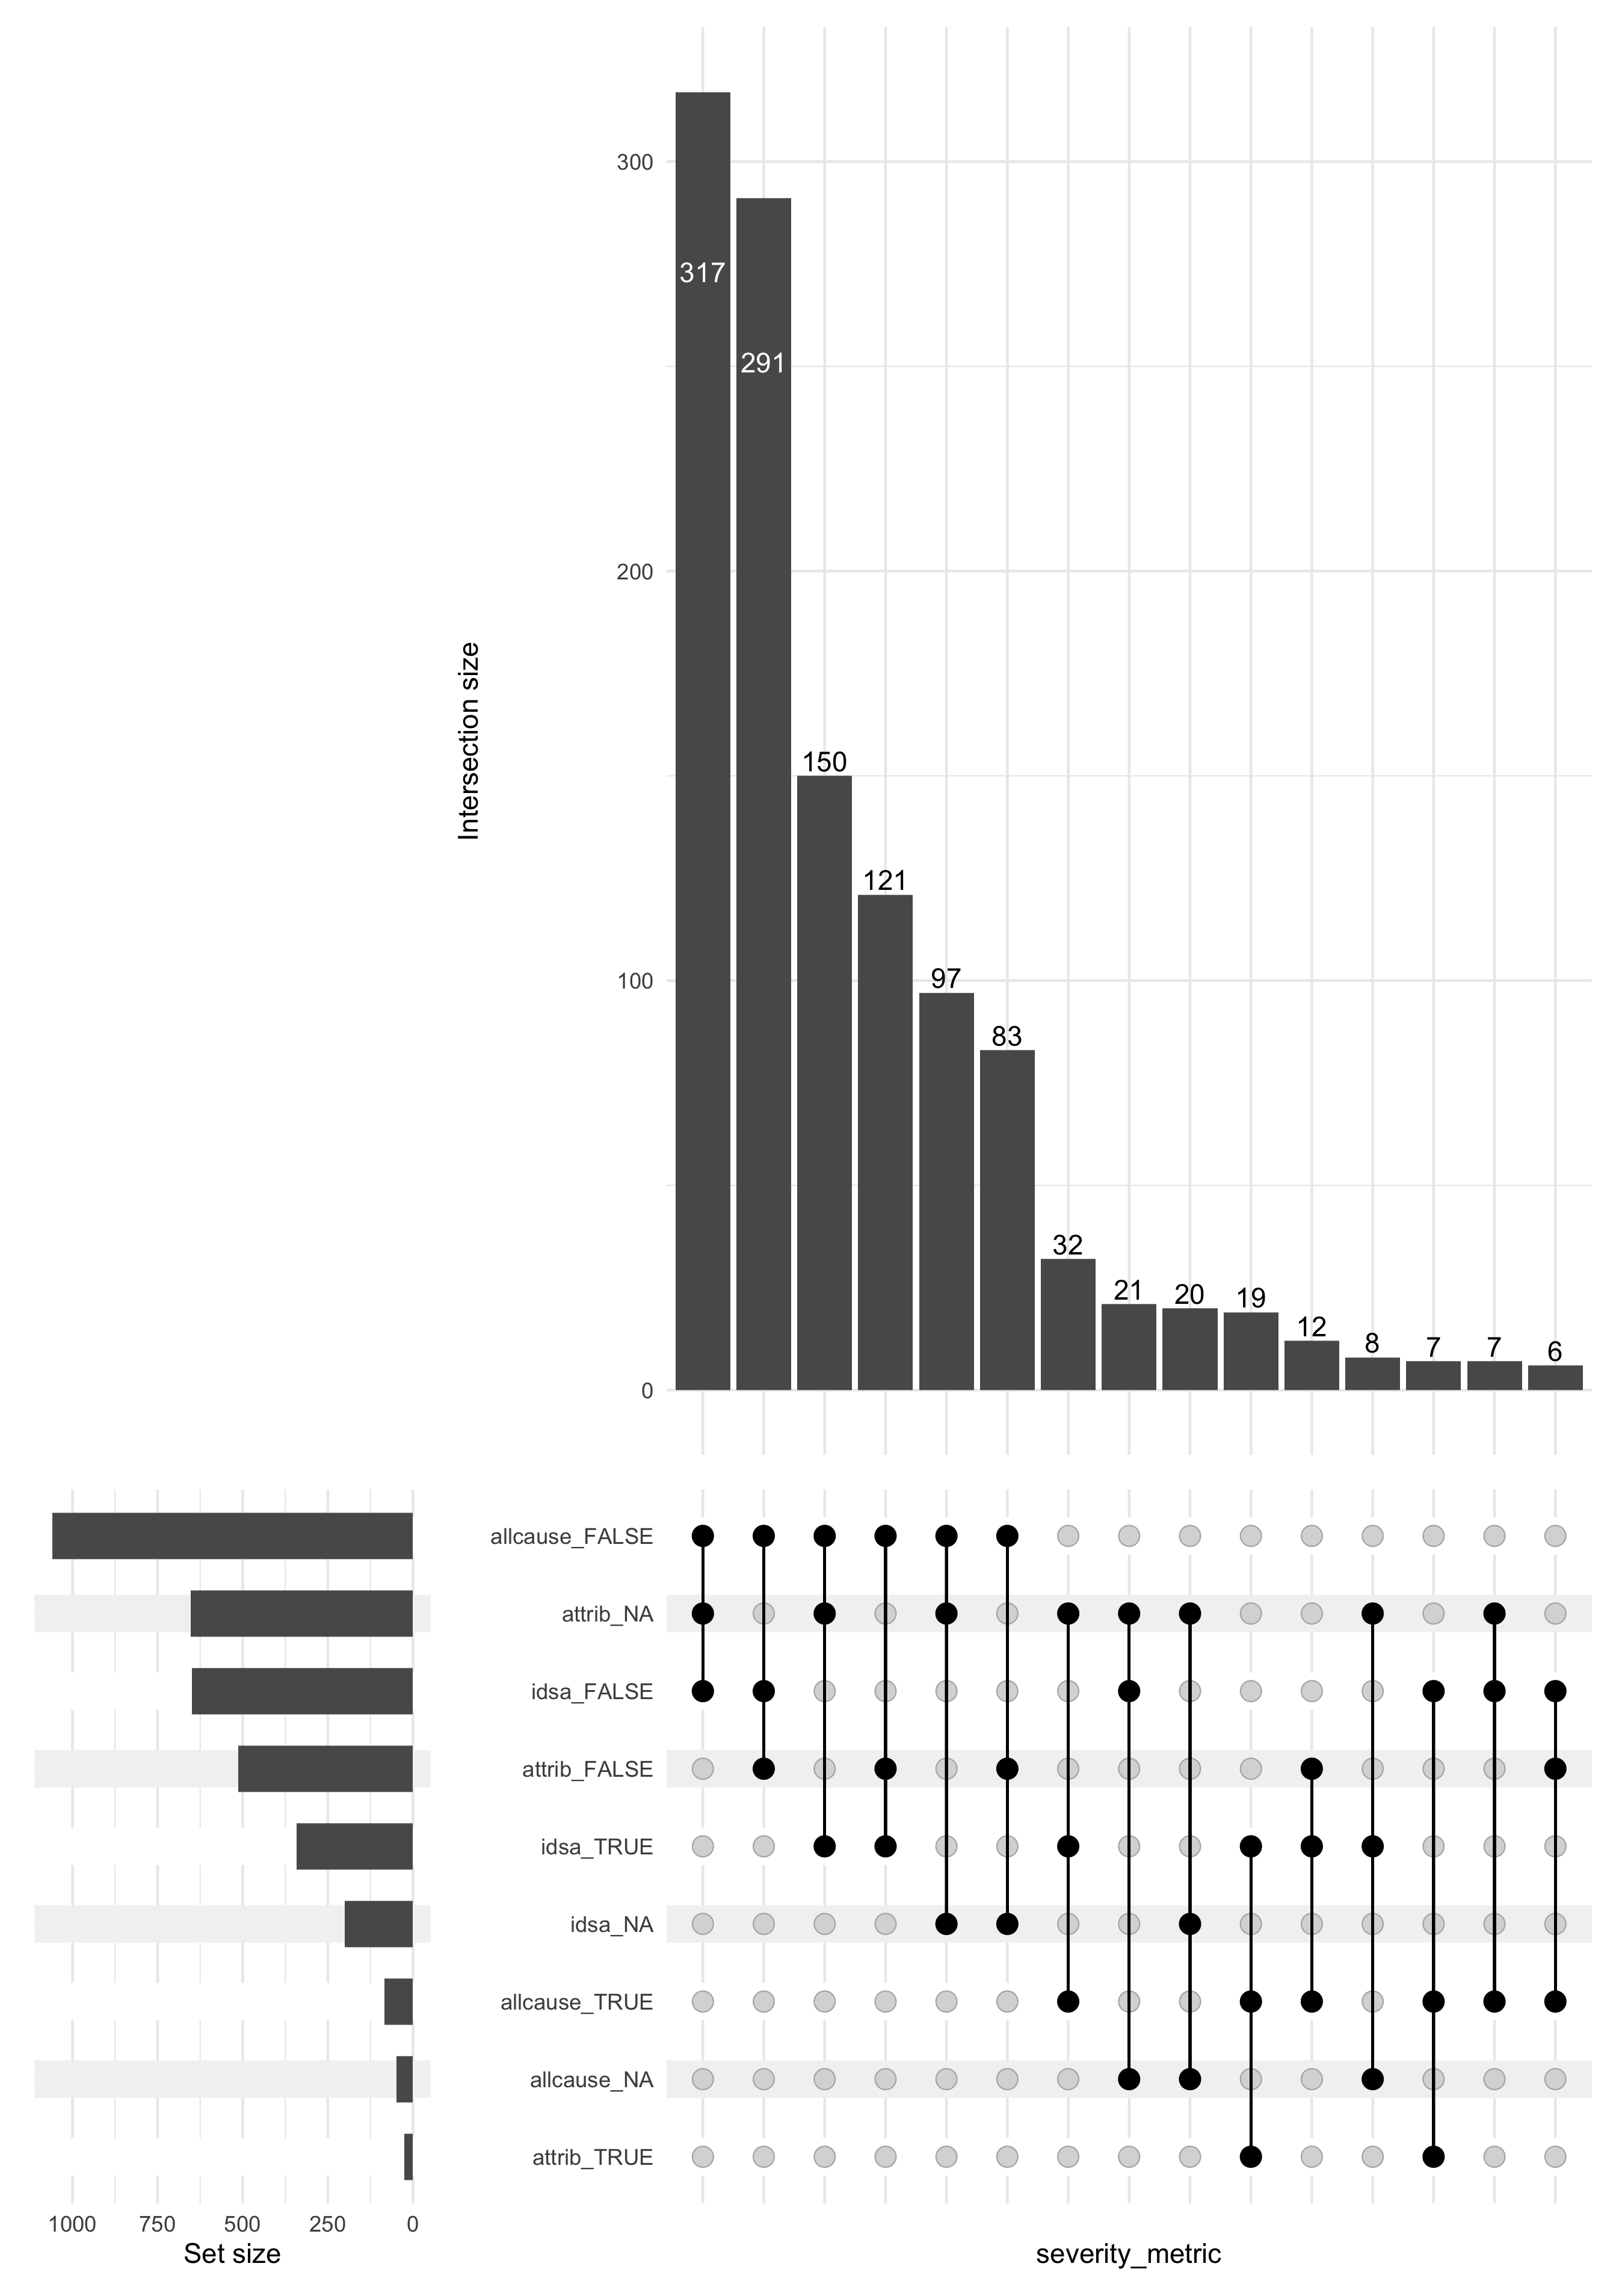 Intersection size
300
200
100
0
317
291
150
121
97
83
32
21
20
19
12
8
7
7
6
allcause_FALSE
attrib_NA
idsa_FALSE
attrib_FALSE
idsa_TRUE
idsa_NA
allcause_TRUE
allcause_NA
attrib_TRUE
1000 750 500 250 0
Set size
severity_metric